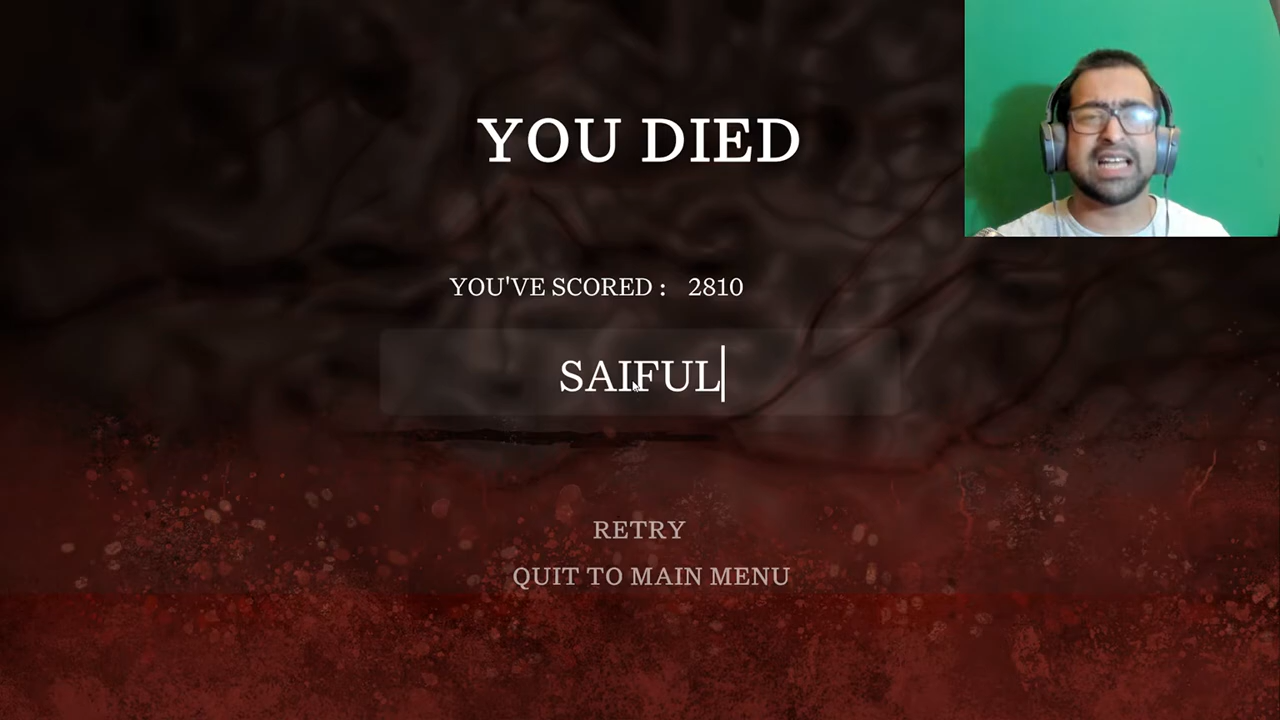 YOU DIED
YOU'VE SCORED : 2810
SAIFUL
RETRY
QUIT TO MAIN MENU